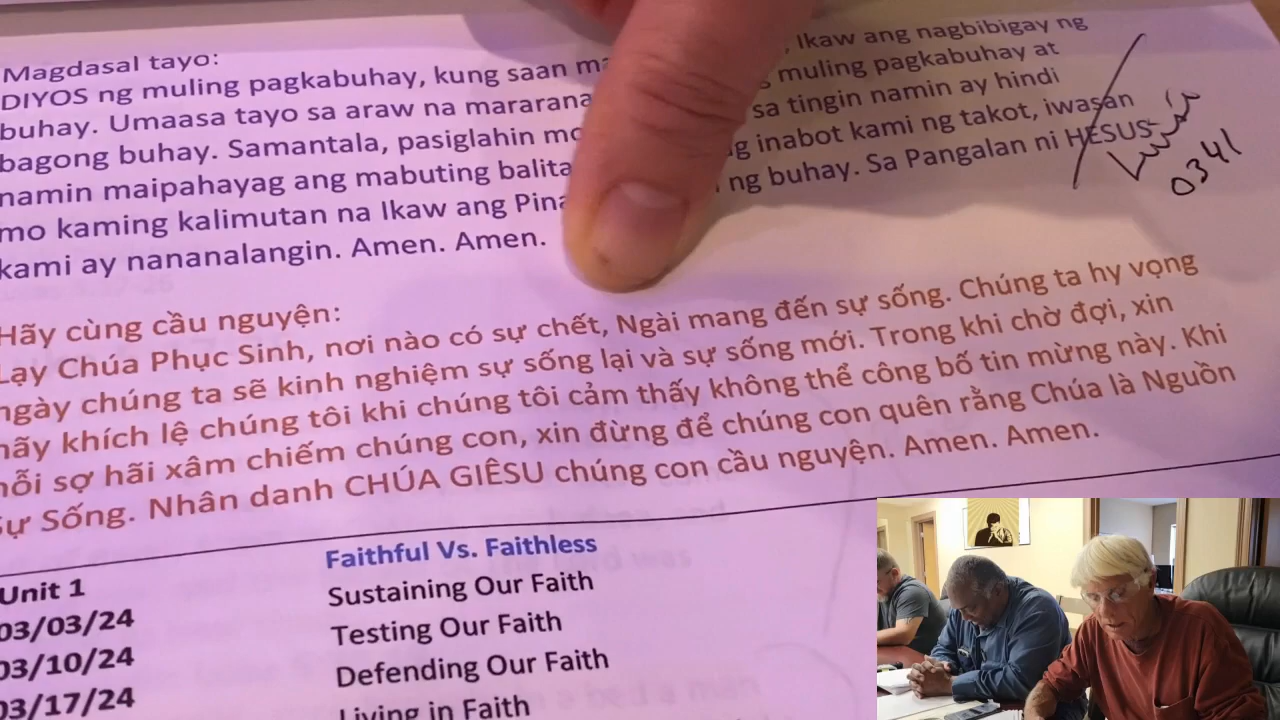 Magdasal tayo:
DIYOS ng muling pagkabuhay, kung saan , Ikaw ang nagbibigay ng
buhay. Umaasa tayo sa araw na muling pagkabuhay at
bagong buhay. Samantala, pasiglahin sa tingin namin ay hindi
namin maipahayag ang mabuting inabot kami ng takot, iwasan
mo kaming kalimutan na Ikaw ang ng buhay. Sa Pangalan ni HESUS
kami ay nananalangin. Amen. Amen.
0341
Hãy cùng cầu nguyện:
Lạy Chúa Phục Sinh, nơi nào có sự chết, Ngài mang đến sự sống. Chúng ta hy vọng
ngày chúng ta sẽ kinh nghiệm sự sống lại và sự sống mới. Trong khi chờ đợi, xin
hãy khích lệ chúng tôi khi chúng tôi cảm thấy không thể công bố tin mừng này. Khi
nỗi sợ hãi xâm chiếm chúng con, xin đừng để chúng con quên rằng Chúa là Nguồn
Sự Sống. Nhân danh CHÚA GIÊSU chúng con cầu nguyện. Amen. Amen.
Unit 1 Faithful Vs. Faithless
03/03/24 Sustaining Our Faith
03/10/24 Testing Our Faith
03/17/24 Defending Our Faith
Living in Faith